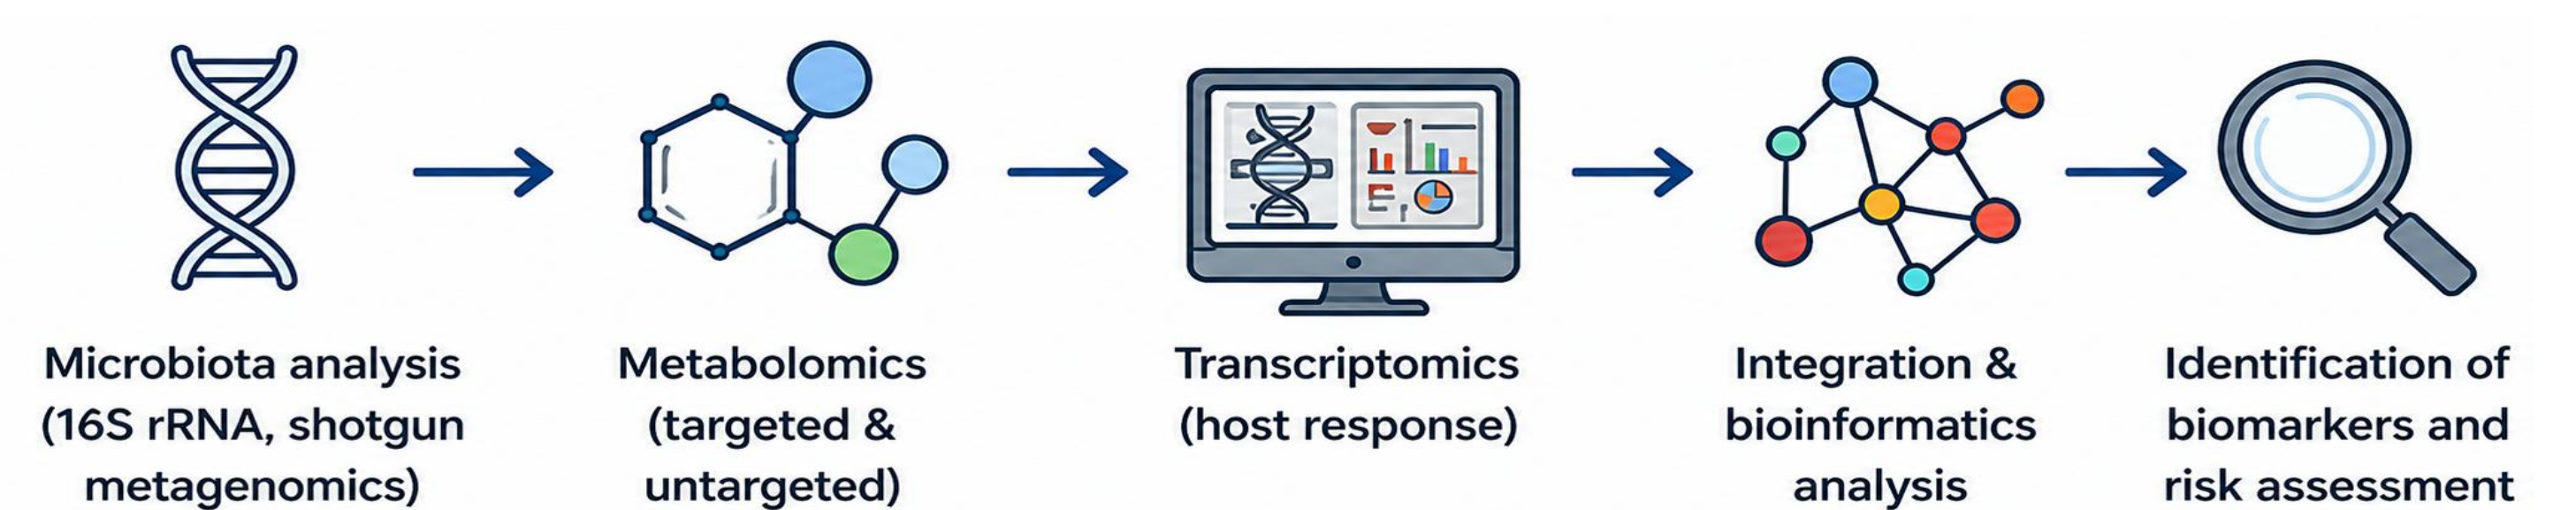 Microbiota analysis
(16S rRNA, shotgun
metagenomics)
Metabolomics
(targeted &
untargeted)
Transcriptomics
(host response)
Integration &
bioinformatics
analysis
Identification of
biomarkers and
risk assessment